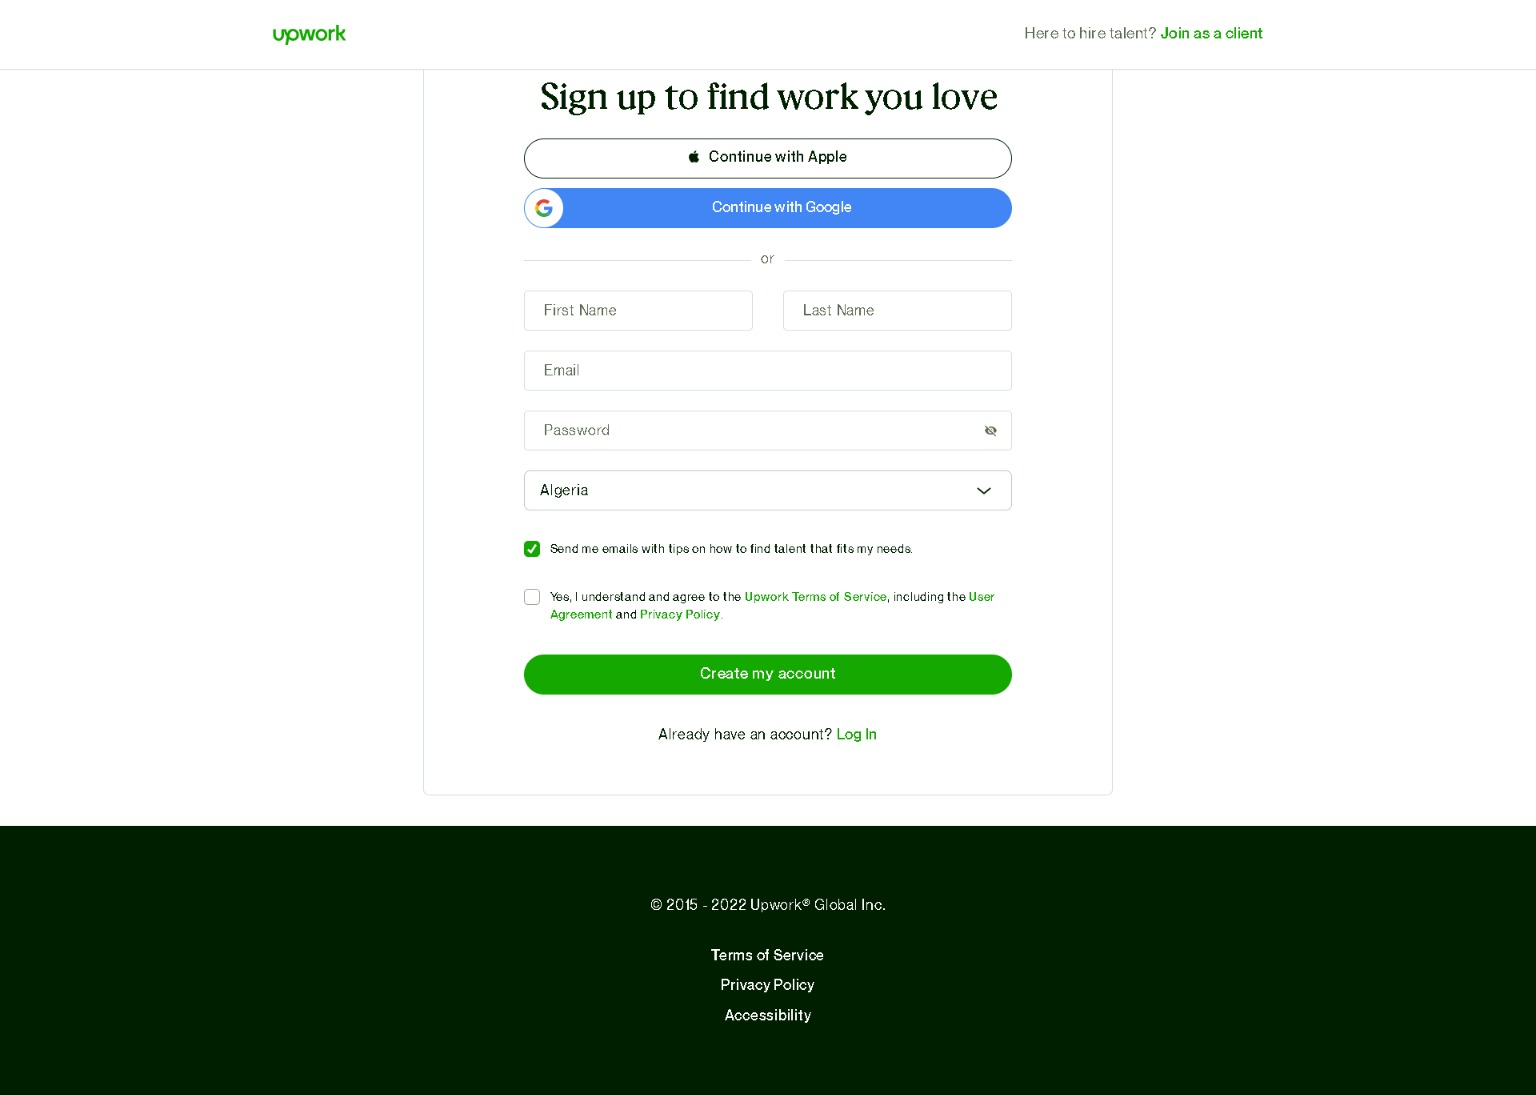 upwork
Here to hire talent? Join as a client
Sign up to find work you love
Continue with Apple
Continue with Google
or
First Name
Last Name
Email
Password
Algeria
Send me emails with tips on how to find talent that fits my needs.
Yes, I understand and agree to the Upwork Terms of Service, including the User
Agreement and Privacy Policy.
Create my account
Already have an account? Log In
© 2015 - 2022 Upwork® Global Inc.
Terms of Service
Privacy Policy
Accessibility